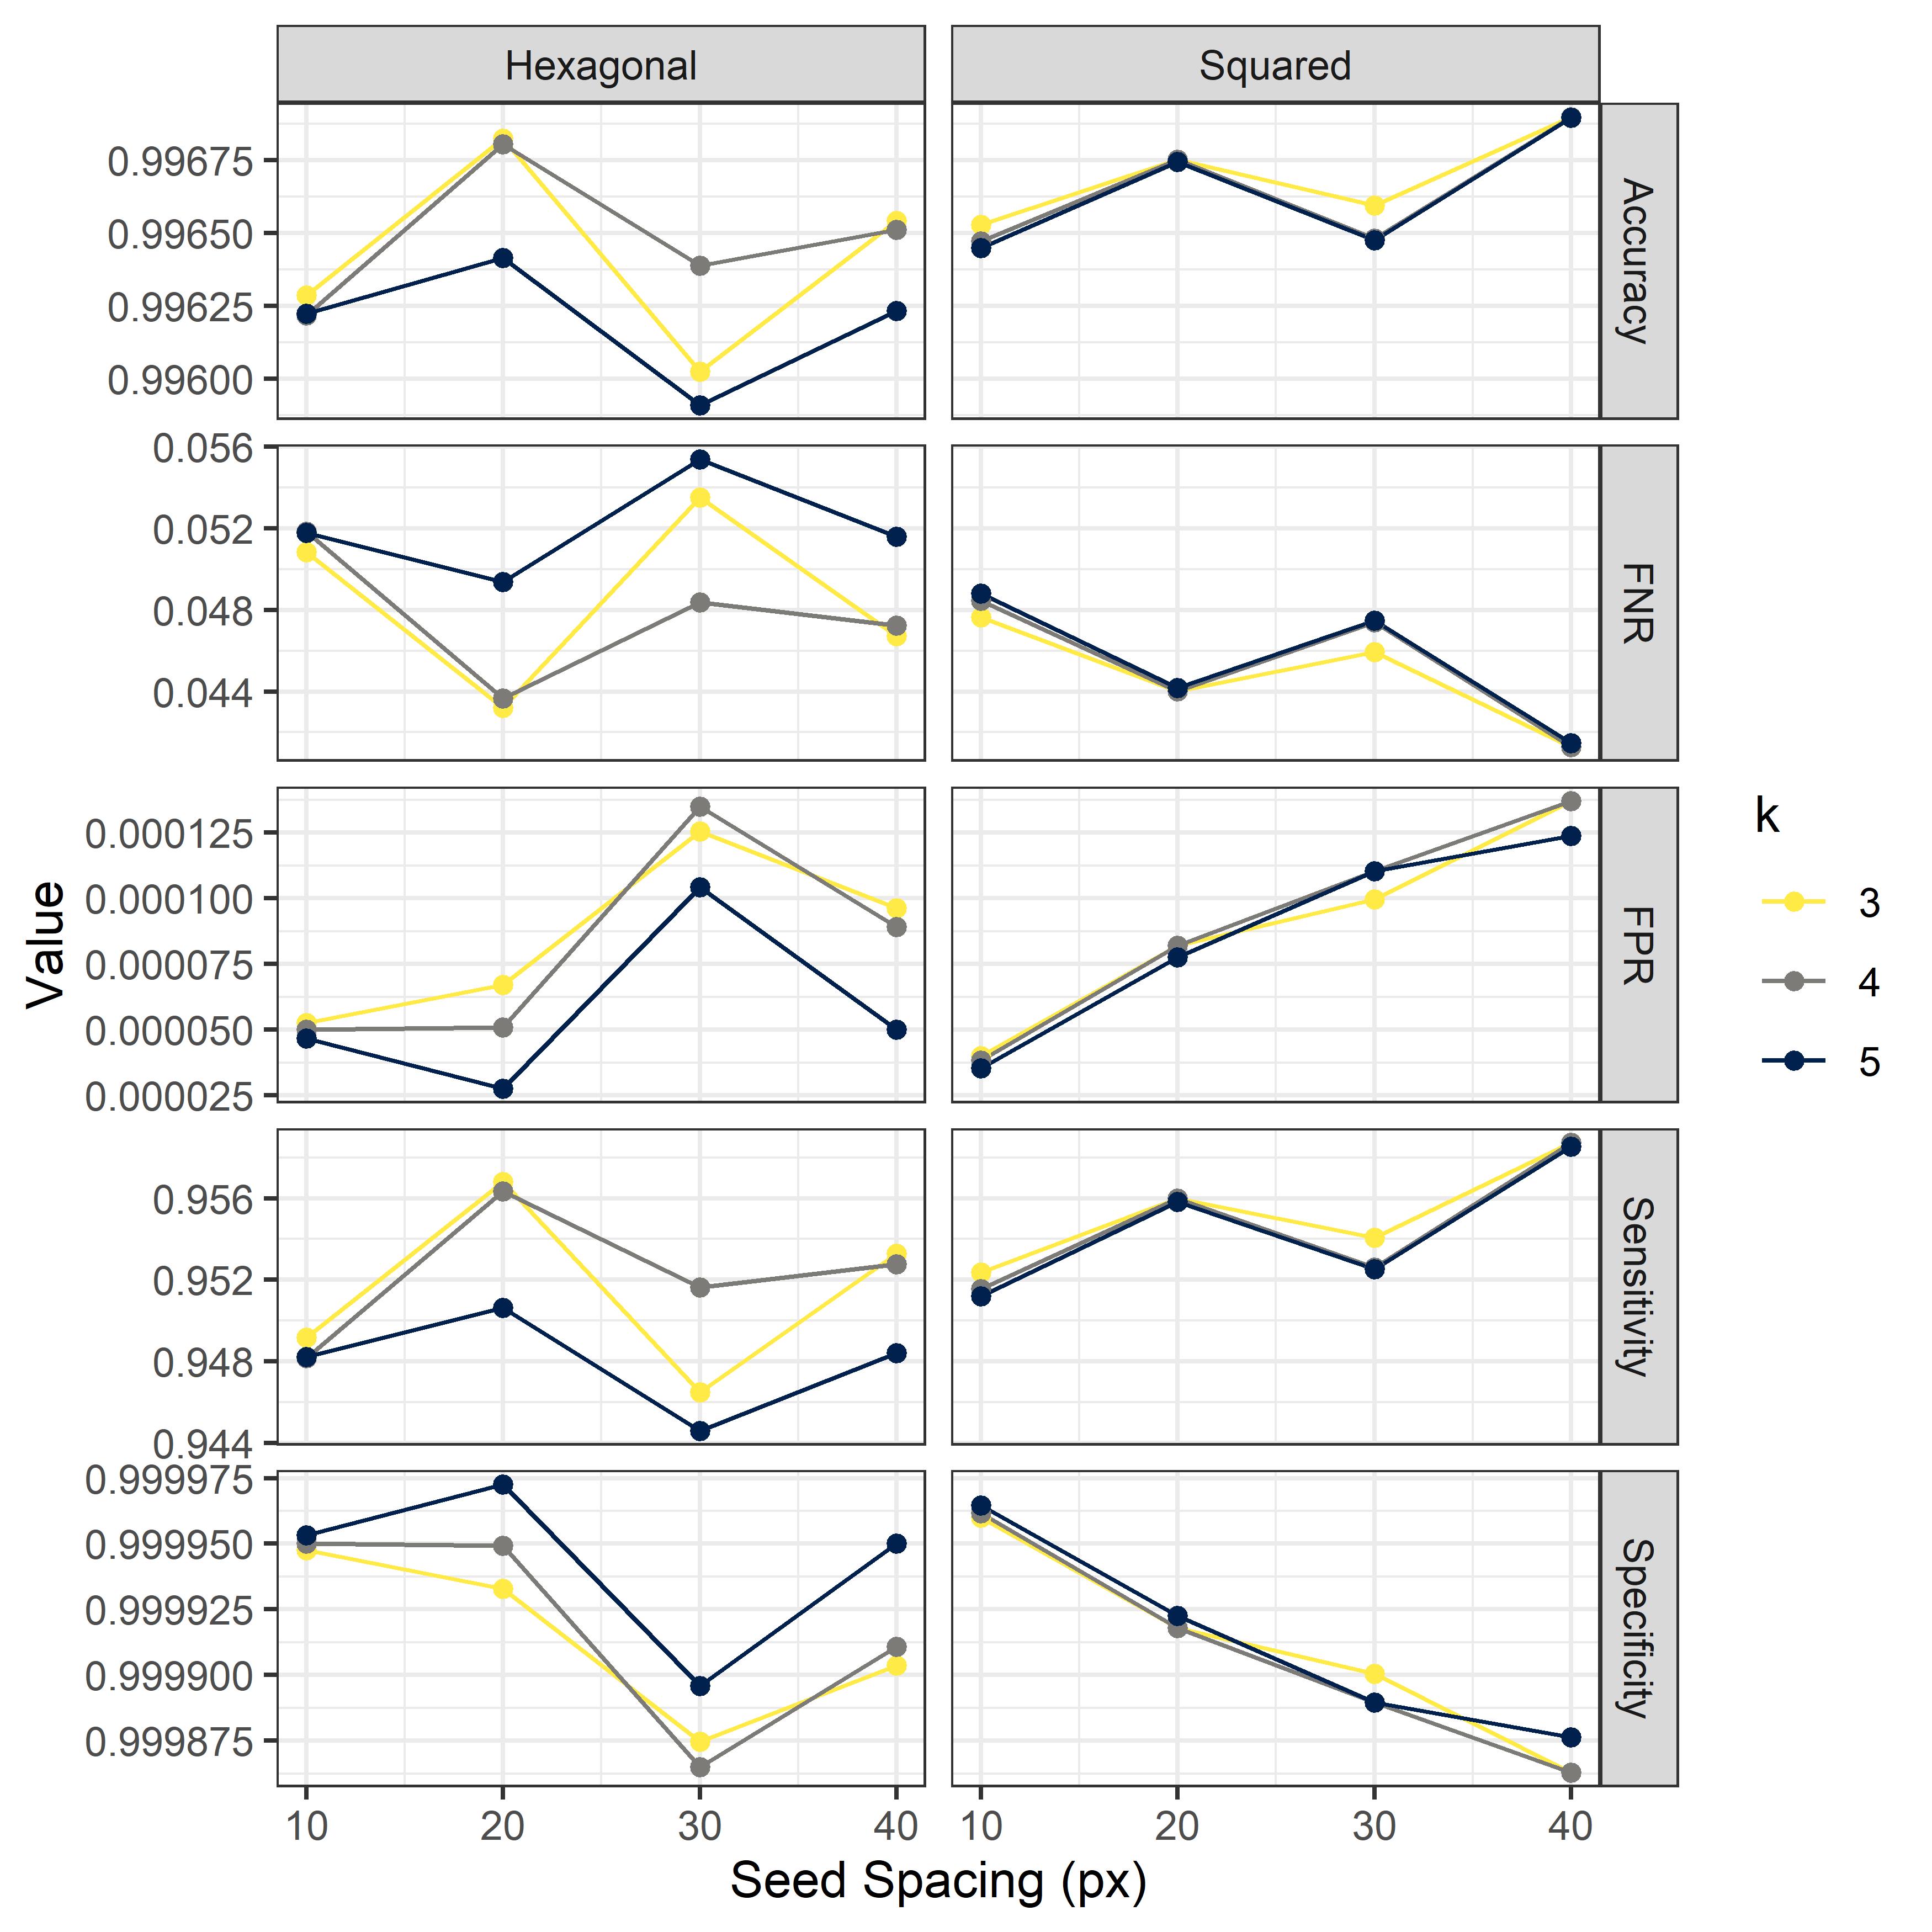 Hexagonal
Squared
0.99675
0.99650
0.99625
0.99600
Accuracy
0.056
0.052
0.048
0.044
FNR
0.000125
0.000100
0.000075
0.000050
0.000025
FPR
0.956
0.952
0.948
0.944
Sensitivity
0.999975
0.999950
0.999925
0.999900
0.999875
Specificity
10 20 30 40 10 20 30 40
Seed Spacing (px)
Value
k
3
4
5